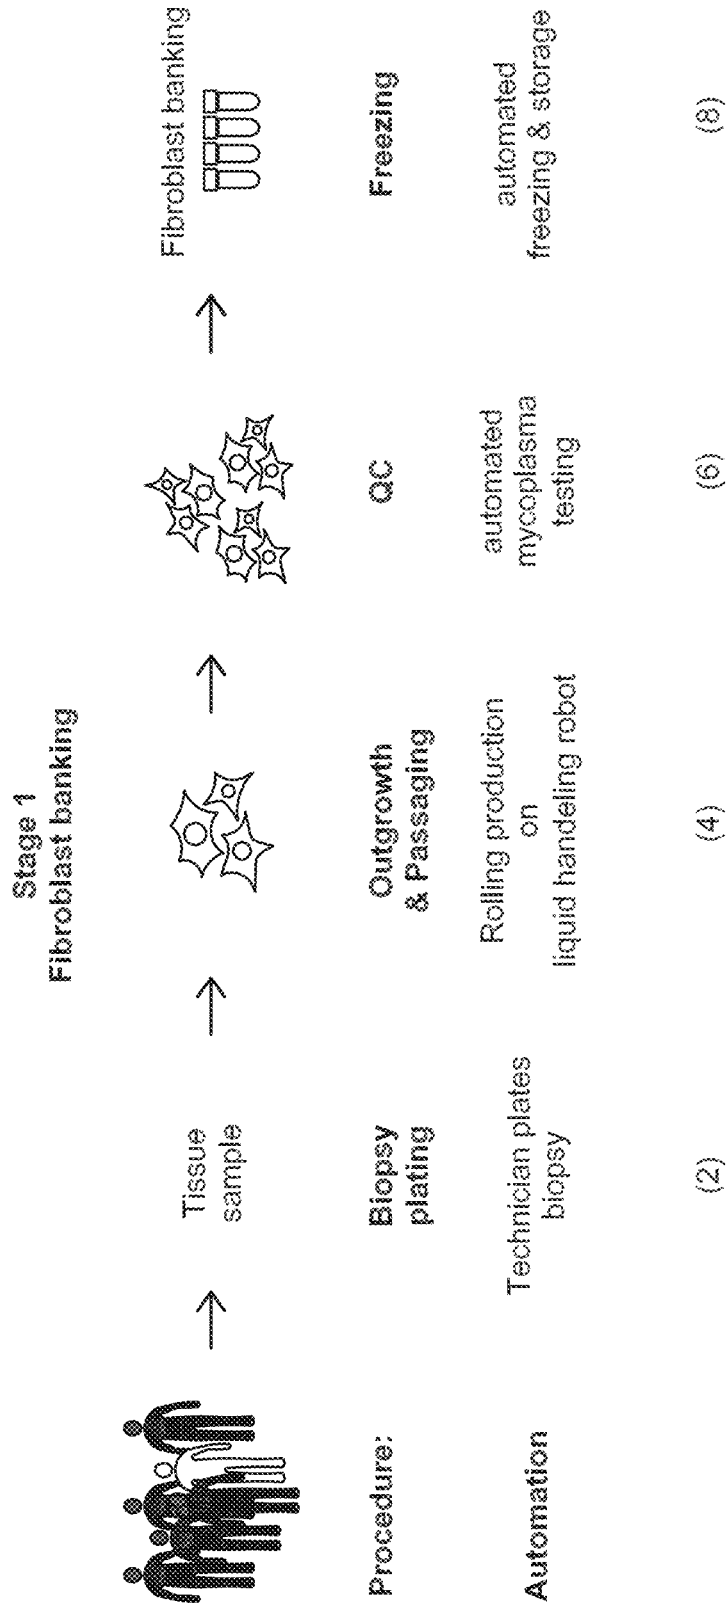 Stage 1
Fibroblast banking
Tissue
sample
Fibroblast banking
Procedure:
Biopsy
plating
Outgrowth
& Passaging
QC
Freezing
Automation
Technician plates
biopsy
Rolling production
on
liquid handeling robot
automated
mycoplasma
testing
automated
freezing & storage
(2)
(4)
(6)
(8)